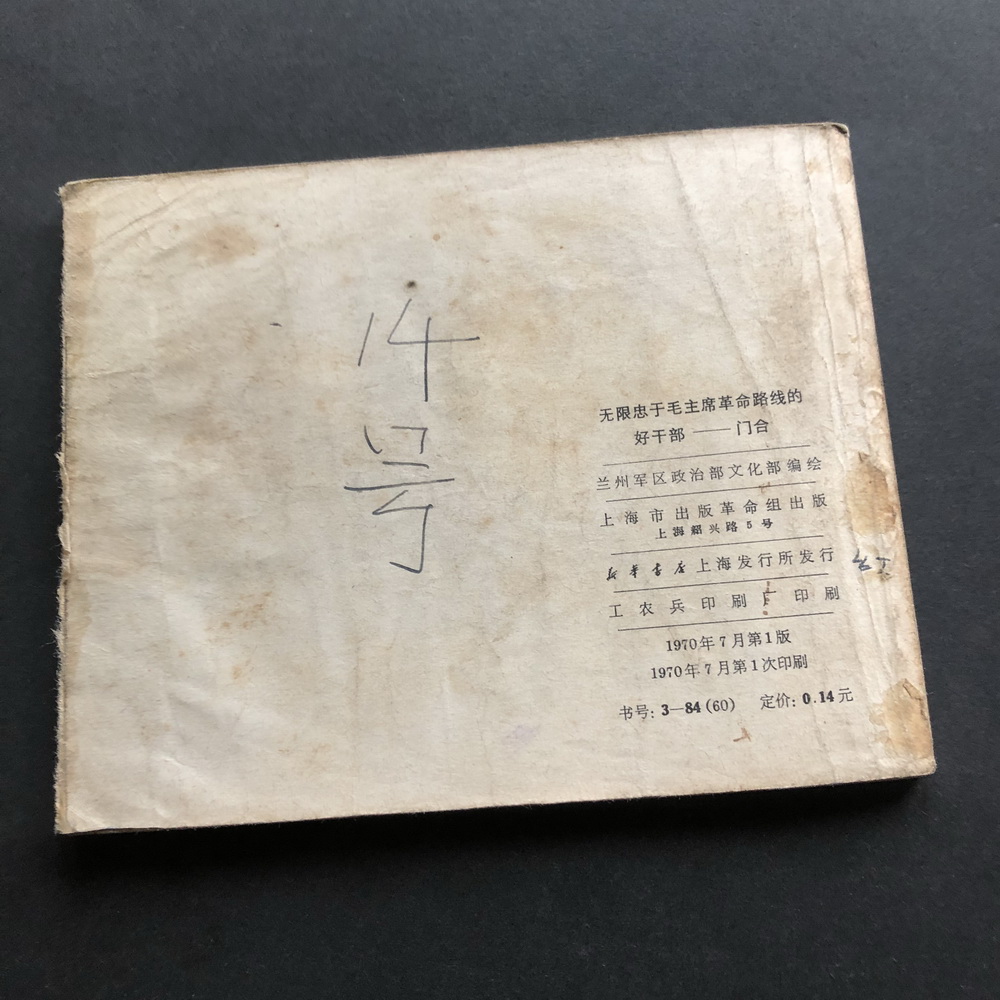 14
号
无限忠于毛主席革命路线的
好干部——门合
兰州军区政治部文化部编绘
上海市出版革命组出版
上海绍兴路5号
新华书店上海发行所发行
工农兵印刷厂印刷
1970年7月第1版
1970年7月第1次印刷
书号: 3—84(60) 定价: 0.14元